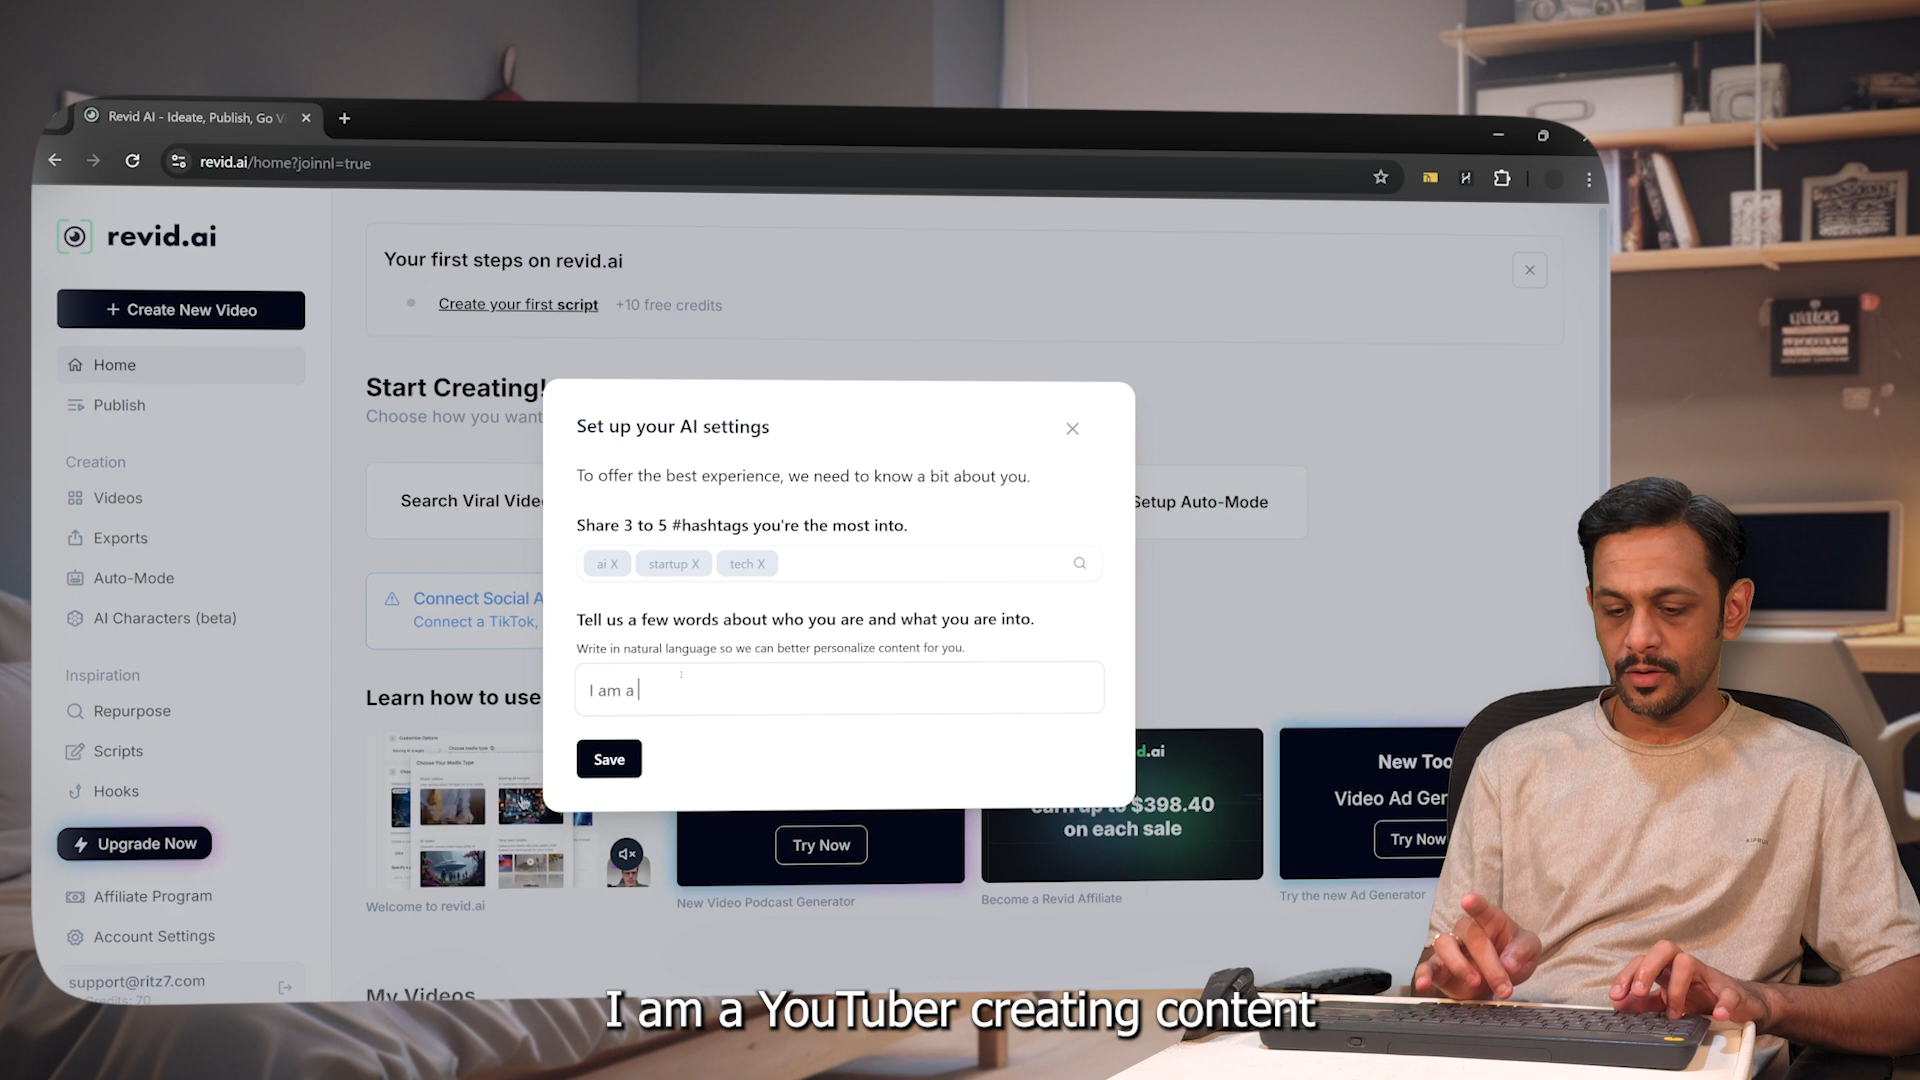 Revid AI - Ideate, Publish, Go V
revid.ai/home?joinnl=true
revid.ai
+ Create New Video
Home
Publish
Creation
Videos
Exports
Auto-Mode
AI Characters (beta)
Inspiration
Repurpose
Scripts
Hooks
Upgrade Now
Affiliate Program
Account Settings
support@ritz7.com
Credits: 70
Your first steps on revid.ai
Create your first script +10 free credits
Start Creating!
Choose how you want
Search Viral Vide
Setup Auto-Mode
Connect Social A
Connect a TikTok,
Learn how to use
Set up your AI settings
To offer the best experience, we need to know a bit about you.
Share 3 to 5 #hashtags you're the most into.
ai X startup X tech X
Tell us a few words about who you are and what you are into.
Write in natural language so we can better personalize content for you.
I am a
Save
Choose Your Media Type
Welcome to revid.ai
Try Now
New Video Podcast Generator
d.ai
earn up to $398.40
on each sale
Become a Revid Affiliate
New Too
Video Ad Ger
Try Now
Try the new Ad Generator
My Videos
I am a YouTuber creating content